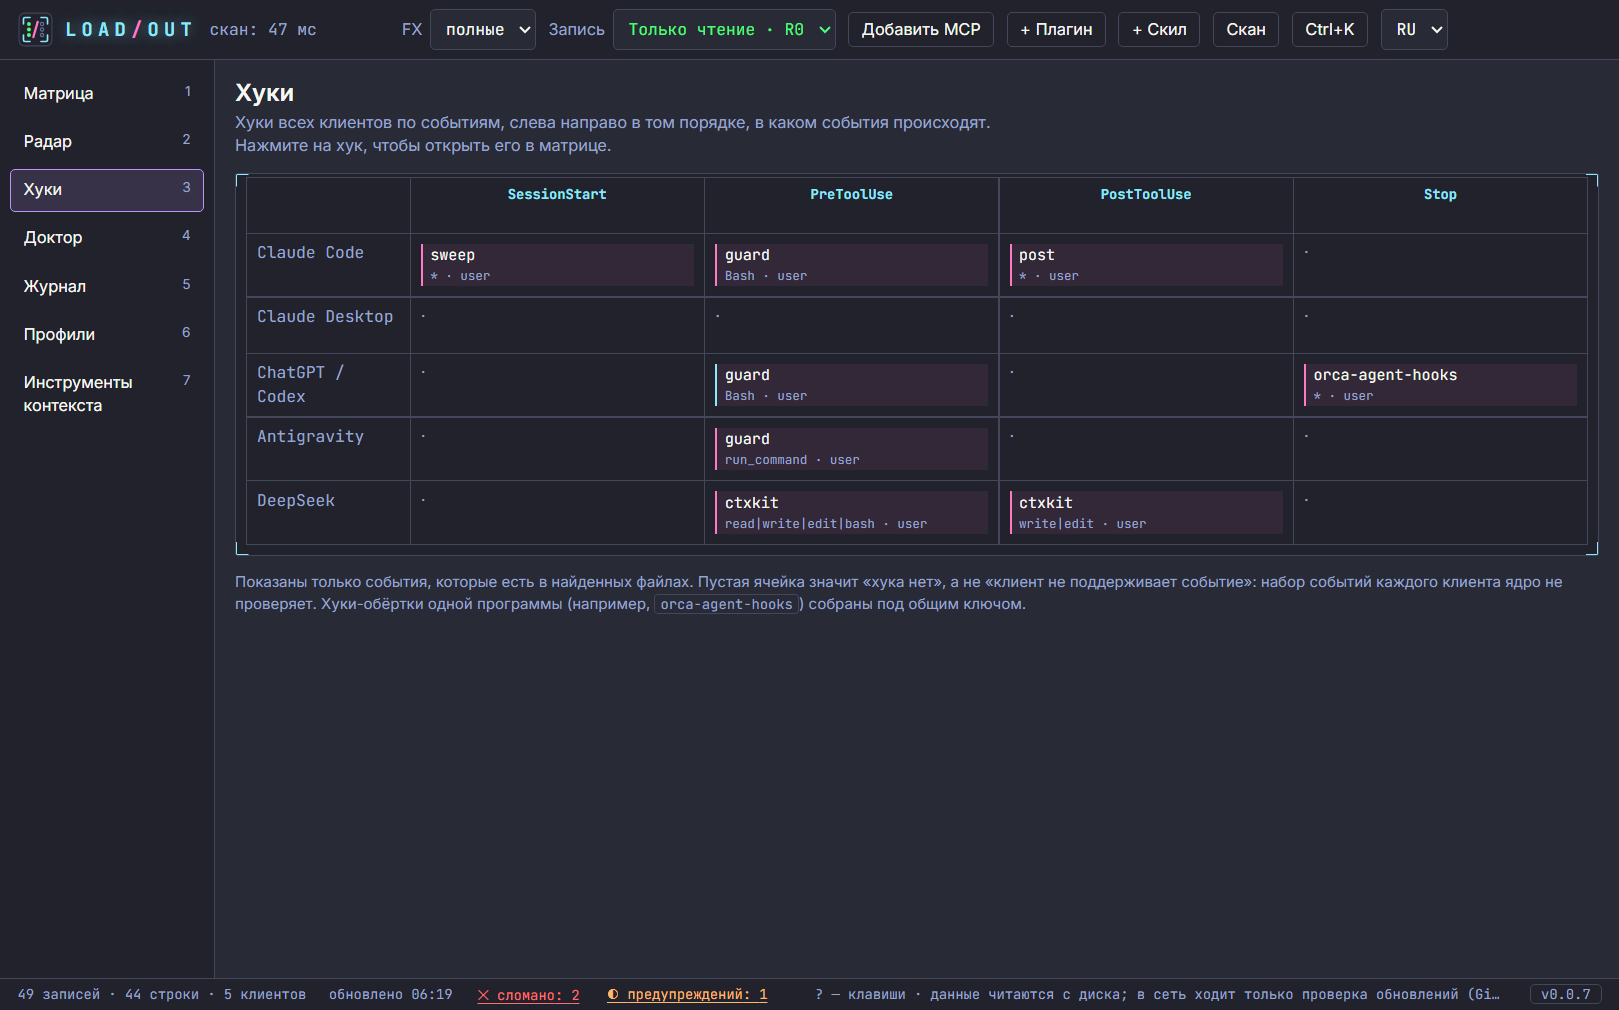 LOAD/OUT скан: 47 мс FX полные Запись Только чтение · R0 Добавить MCP + Плагин + Скил Скан Ctrl+K RU
Матрица 1
Радар 2
Хуки 3
Доктор 4
Журнал 5
Профили 6
Инструменты контекста 7
Хуки
Хуки всех клиентов по событиям, слева направо в том порядке, в каком события происходят.
Нажмите на хук, чтобы открыть его в матрице.
SessionStart PreToolUse PostToolUse Stop
Claude Code
sweep
* · user
guard
Bash · user
post
* · user
·
Claude Desktop · · · ·
ChatGPT / Codex
·
guard
Bash · user
·
orca-agent-hooks
* · user
Antigravity
·
guard
run_command · user
· ·
DeepSeek
·
ctxkit
read|write|edit|bash · user
ctxkit
write|edit · user
·
Показаны только события, которые есть в найденных файлах. Пустая ячейка значит «хука нет», а не «клиент не поддерживает событие»: набор событий каждого клиента ядро не
проверяет. Хуки-обёртки одной программы (например, orca-agent-hooks) собраны под общим ключом.
49 записей · 44 строки · 5 клиентов обновлено 06:19 × сломано: 2 ◐ предупреждений: 1 ? — клавиши · данные читаются с диска; в сеть ходит только проверка обновлений (Gi… v0.0.7